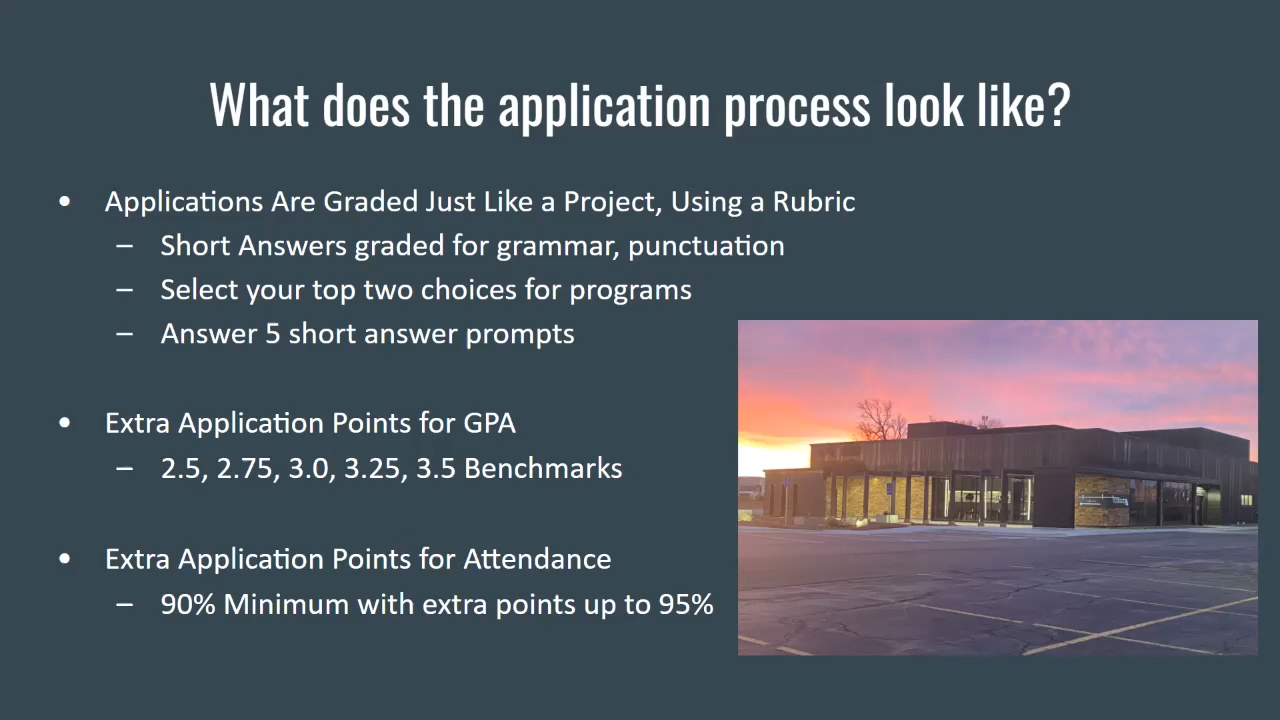 What does the application process look like?
• Applications Are Graded Just Like a Project, Using a Rubric
– Short Answers graded for grammar, punctuation
– Select your top two choices for programs
– Answer 5 short answer prompts
• Extra Application Points for GPA
– 2.5, 2.75, 3.0, 3.25, 3.5 Benchmarks
• Extra Application Points for Attendance
– 90% Minimum with extra points up to 95%